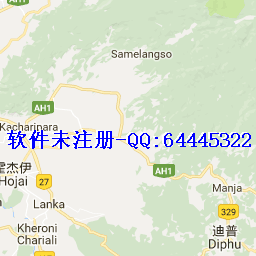 Samelangso
AH1
Kacharinara
软件未注册-QQ:64445322
霍杰伊
Hojai
27
AH1
Manja
Lanka
329
迪普
Diphu
Kheroni
Chariali